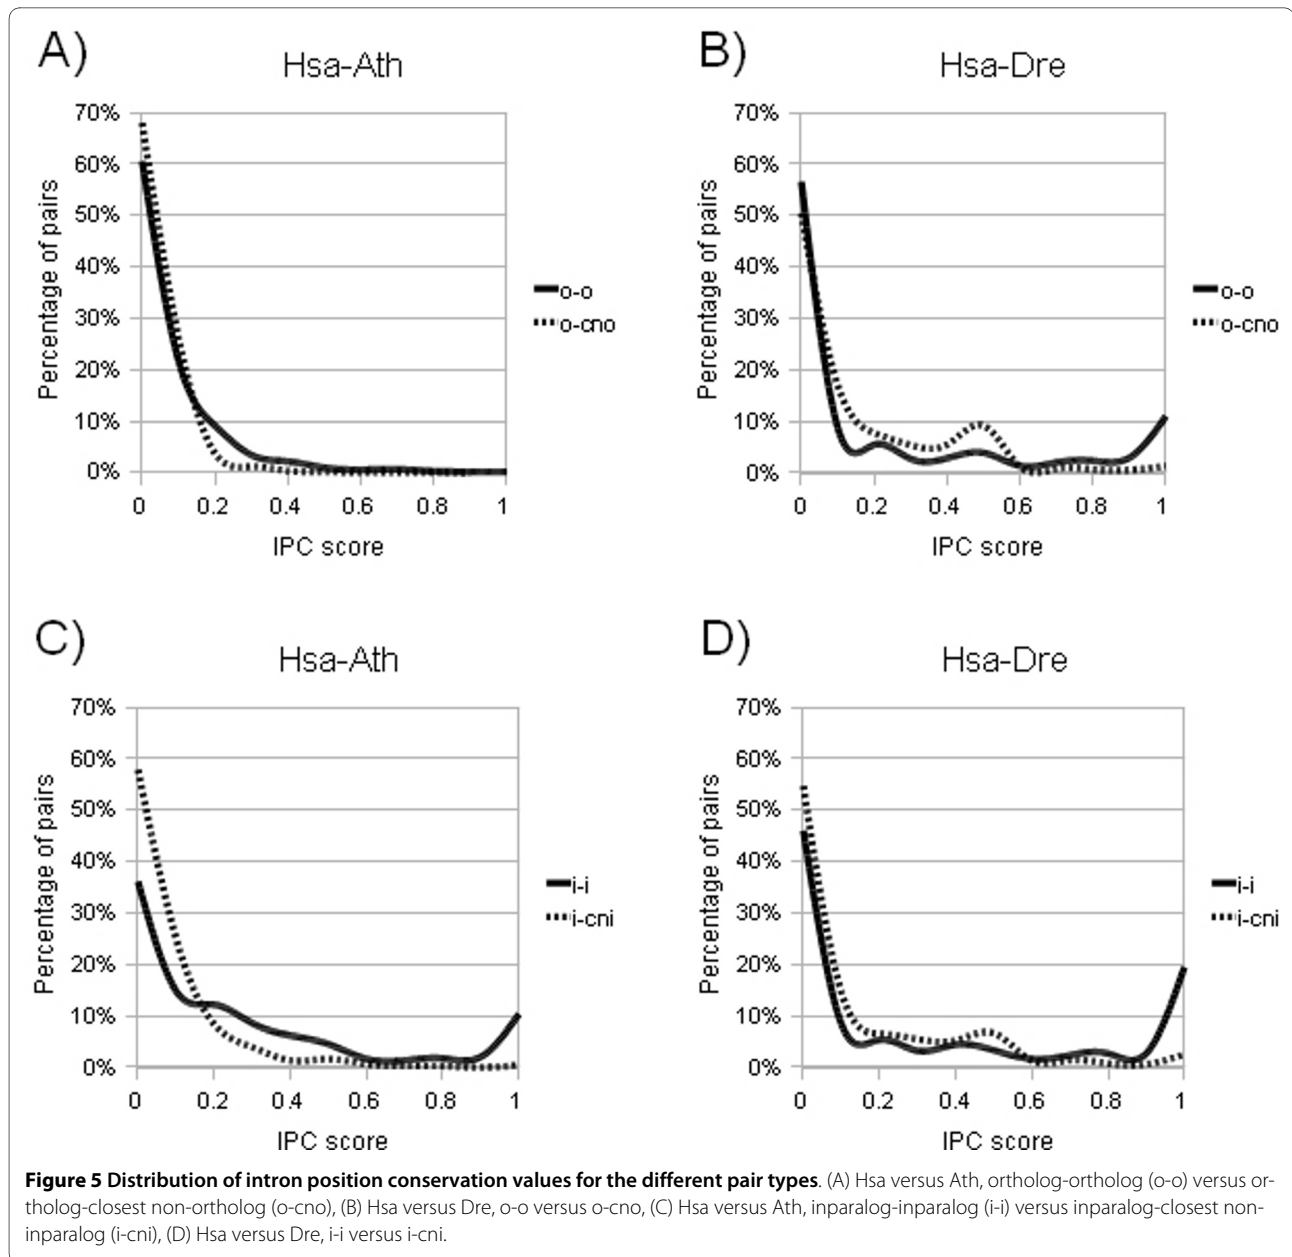 A)
Hsa-Ath
70%
60%
50%
40%
30%
20%
10%
0%
Percentage of pairs
0 0.2 0.4 0.6 0.8 1
IPC score
o-o
o-cno
B)
Hsa-Dre
70%
60%
50%
40%
30%
20%
10%
0%
Percentage of pairs
0 0.2 0.4 0.6 0.8 1
IPC score
o-o
o-cno
C)
Hsa-Ath
70%
60%
50%
40%
30%
20%
10%
0%
Percentage of pairs
0 0.2 0.4 0.6 0.8 1
IPC score
i-i
i-cni
D)
Hsa-Dre
70%
60%
50%
40%
30%
20%
10%
0%
Percentage of pairs
0 0.2 0.4 0.6 0.8 1
IPC score
i-i
i-cni
Figure 5 Distribution of intron position conservation values for the different pair types. (A) Hsa versus Ath, ortholog-ortholog (o-o) versus or-
tholog-closest non-ortholog (o-cno), (B) Hsa versus Dre, o-o versus o-cno, (C) Hsa versus Ath, inparalog-inparalog (i-i) versus inparalog-closest non-
inparalog (i-cni), (D) Hsa versus Dre, i-i versus i-cni.